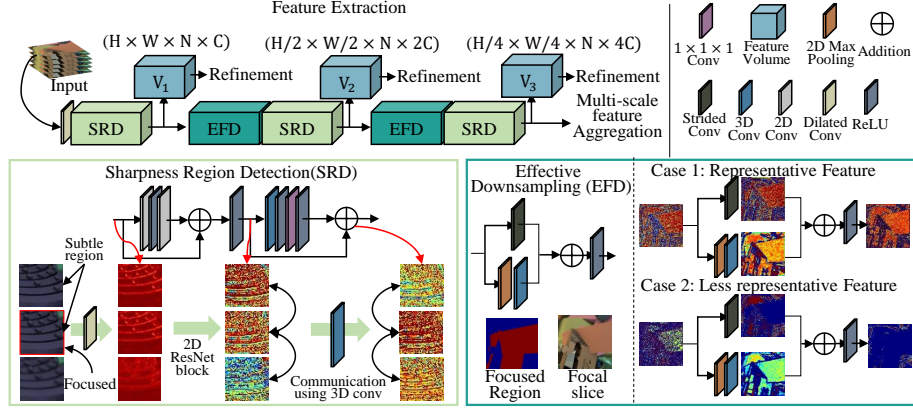 Feature Extraction
(H × W × N × C)
(H/2 × W/2 × N × 2C)
(H/4 × W/4 × N × 4C)
Input
V₁
Refinement
V₂
Refinement
V₃
Refinement
SRD
EFD
SRD
EFD
SRD
Multi-scale
feature
Aggregation
1 × 1 × 1
Conv
Feature
Volume
2D Max
Pooling
Addition
Strided
Conv
3D
Conv
2D
Conv
Dilated
Conv
ReLU
Sharpness Region Detection(SRD)
Subtle
region
Focused
2D
ResNet
block
Communication
using 3D conv
Effective
Downsampling (EFD)
Focused
Region
Focal
slice
Case 1: Representative Feature
Case 2: Less representative Feature